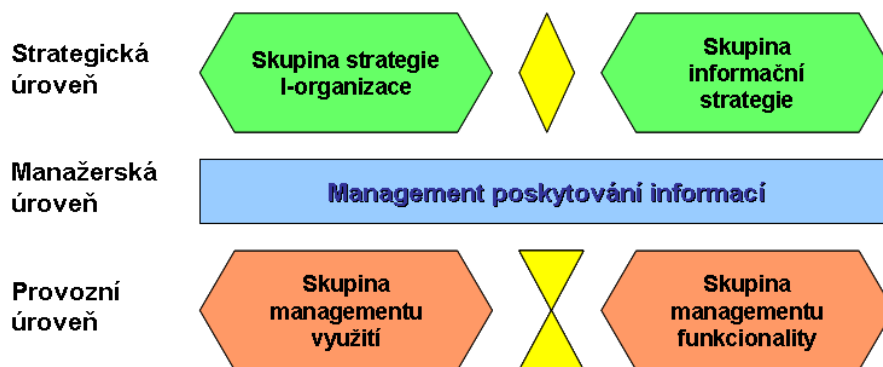 Strategická
úroveň
Skupina strategie
I-organizace
Skupina
informační
strategie
Manažerská
úroveň
Management poskytování informací
Provozní
úroveň
Skupina
managementu
využití
Skupina
managementu
funkcionality